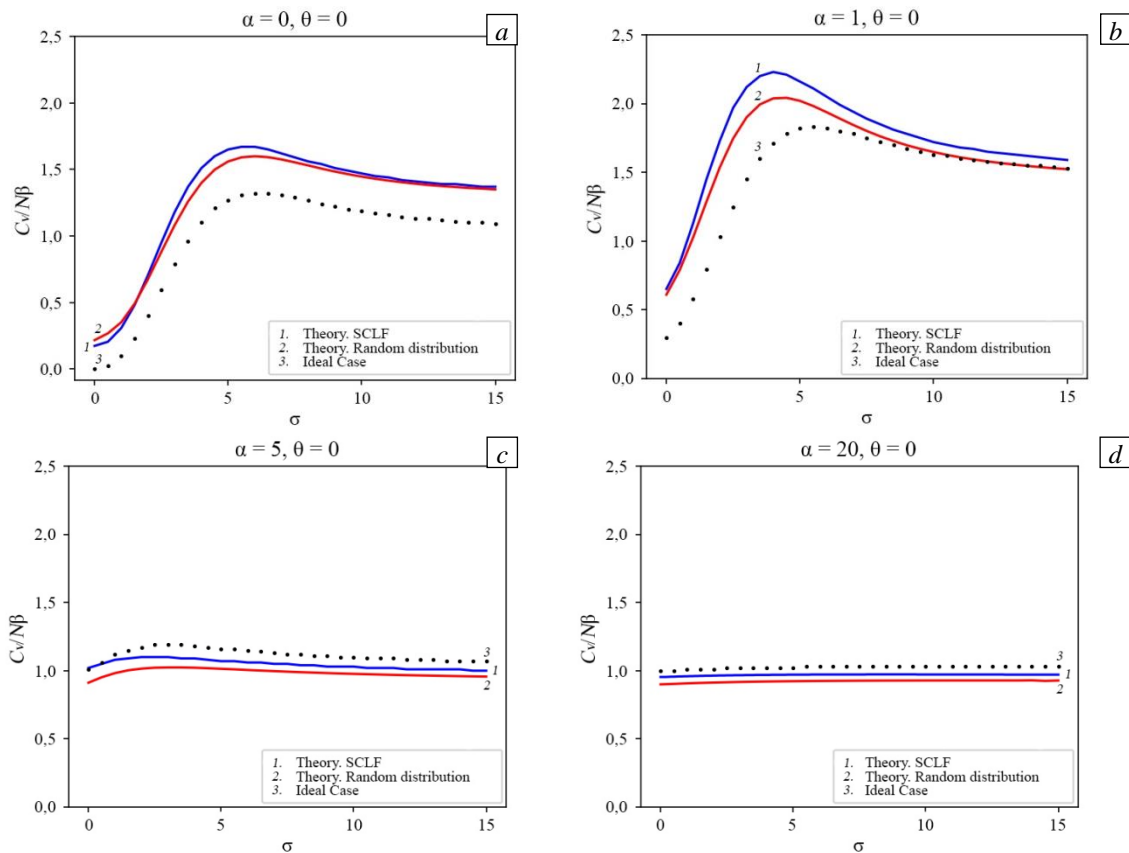 α = 0, θ = 0
a
2,5
2,0
1,5
1,0
0,5
0,0
Cv/Nβ
1
2
3
1. Theory. SCLF
2. Theory. Random distribution
3. Ideal Case
0 5 10 15
σ
α = 1, θ = 0
b
2,5
2,0
1,5
1,0
0,5
0,0
Cv/Nβ
1
2
3
1. Theory. SCLF
2. Theory. Random distribution
3. Ideal Case
0 5 10 15
σ
α = 5, θ = 0
c
2,5
2,0
1,5
1,0
0,5
0,0
Cv/Nβ
3
1
2
1. Theory. SCLF
2. Theory. Random distribution
3. Ideal Case
0 5 10 15
σ
α = 20, θ = 0
d
2,5
2,0
1,5
1,0
0,5
0,0
Cv/Nβ
3
1
2
1. Theory. SCLF
2. Theory. Random distribution
3. Ideal Case
0 5 10 15
σ